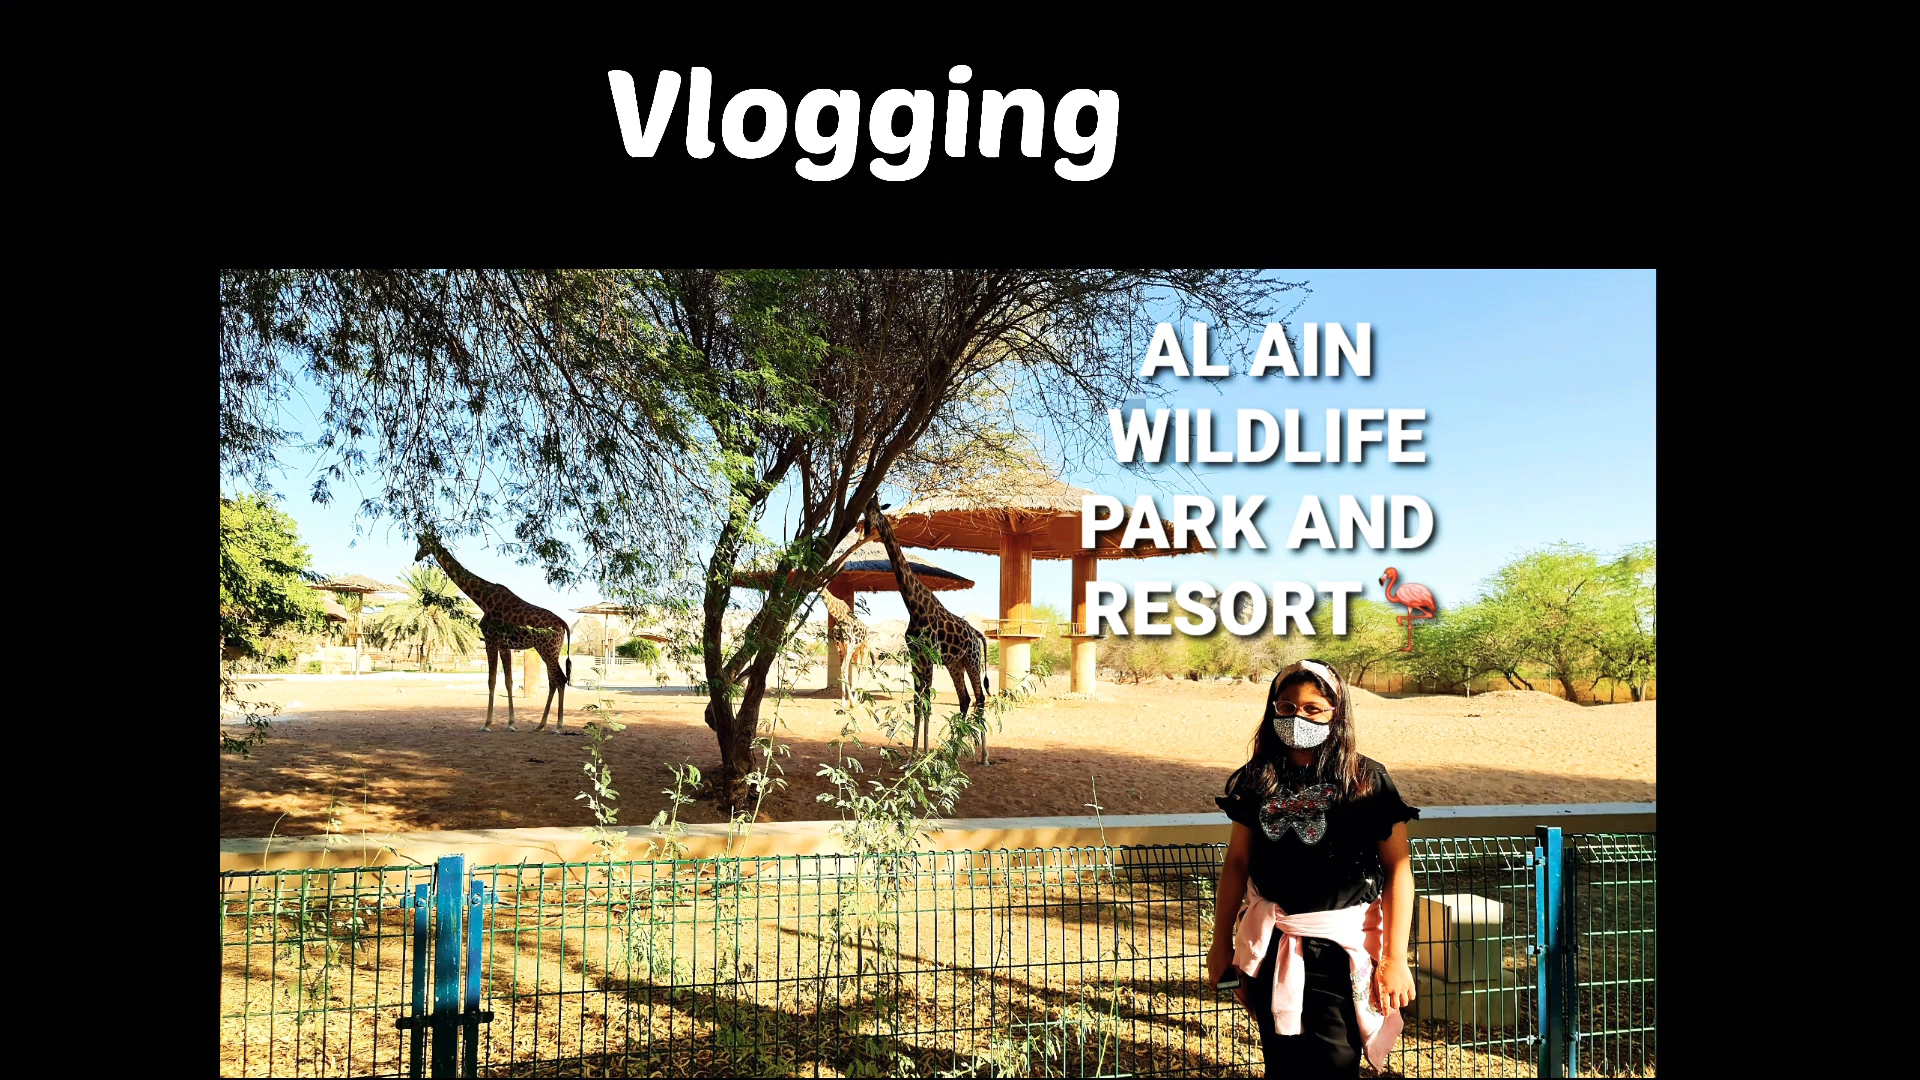 Vlogging
AL AIN
WILDLIFE
PARK AND
RESORT 🦩